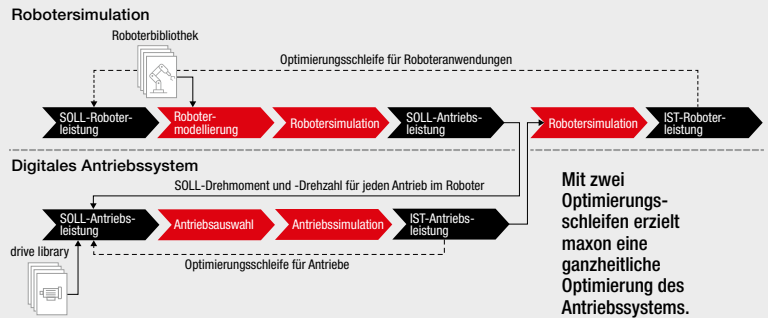 Robotersimulation
Roboterbibliothek
Optimierungsschleife für Roboteranwendungen
SOLL-Roboter-
leistung
Roboter-
modellierung
Robotersimulation
SOLL-Antriebs-
leistung
Robotersimulation
IST-Roboter-
leistung
Digitales Antriebssystem
SOLL-Drehmoment und -Drehzahl für jeden Antrieb im Roboter
SOLL-Antriebs-
leistung
Antriebsauswahl
Antriebssimulation
IST-Antriebs-
leistung
drive library
Optimierungsschleife für Antriebe
Mit zwei
Optimierungs-
schleifen erzielt
maxon eine
ganzheitliche
Optimierung des
Antriebssystems.